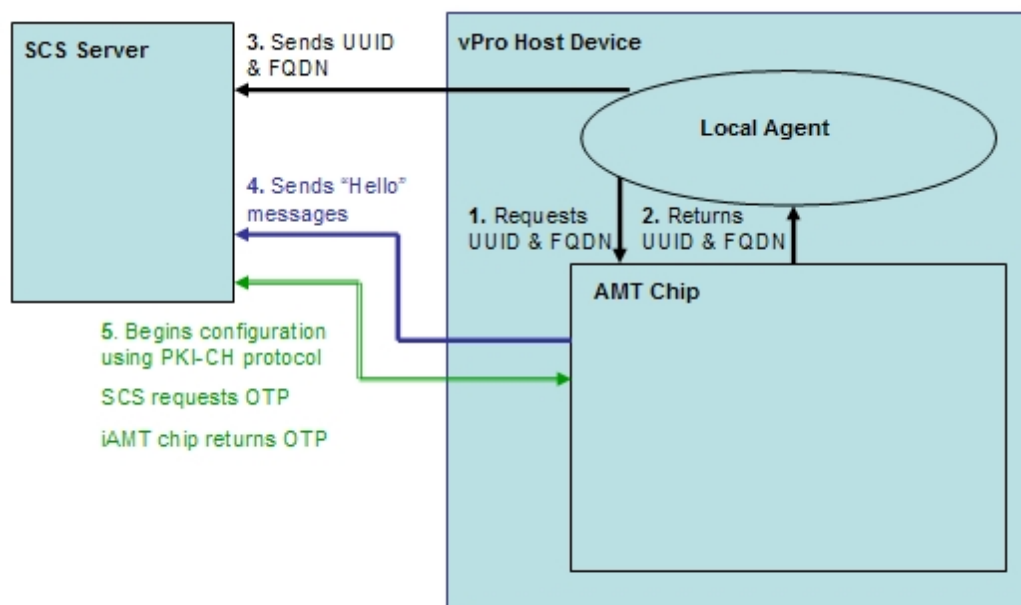 SCS Server
3. Sends UUID
& FQDN
vPro Host Device
Local Agent
4. Sends “Hello”
messages
1. Requests
UUID & FQDN
2. Returns
UUID & FQDN
AMT Chip
5. Begins configuration
using PKI-CH protocol
SCS requests OTP
iAMT chip returns OTP